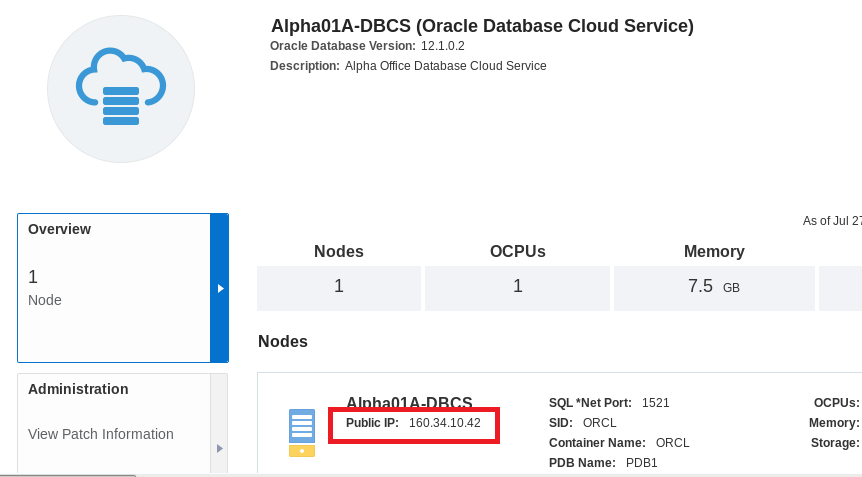 Alpha01A-DBCS (Oracle Database Cloud Service)
Oracle Database Version: 12.1.0.2
Description: Alpha Office Database Cloud Service
As of Jul 27
Overview
1
Node
Nodes OCPUs Memory
1 1 7.5 GB
Nodes
Administration
View Patch Information
Alpha01A-DBCS
Public IP: 160.34.10.42
SQL *Net Port: 1521
SID: ORCL
Container Name: ORCL
PDB Name: PDB1
OCPUs:
Memory:
Storage: